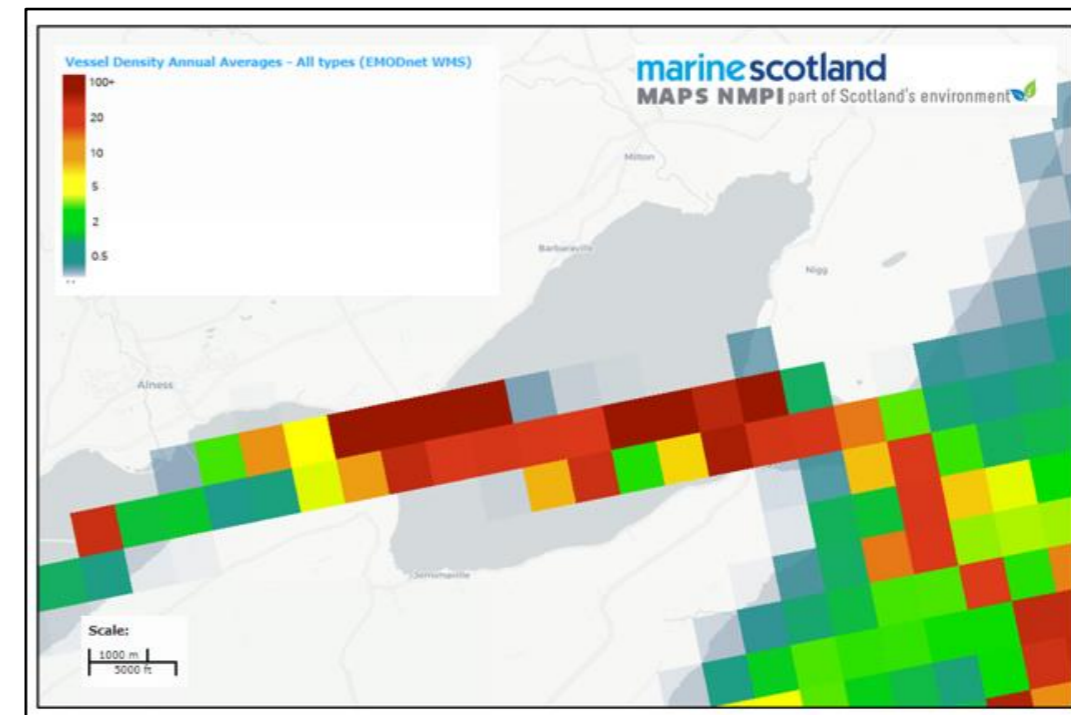 Vessel Density Annual Averages - All types (EMODnet WMS)
100+
20
10
5
2
0.5
marinescotland
MAPS NMPI part of Scotland's environment
Milton
Barbaraville
Nigg
Alness
Jemimaville
Scale:
1000 m
5000 ft